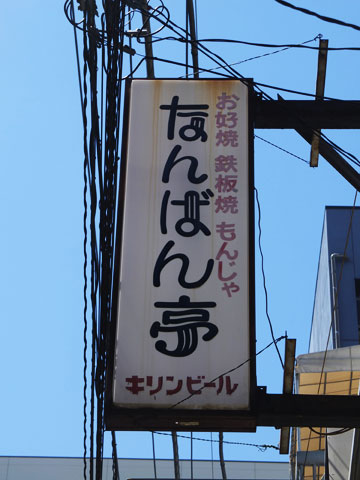 お好焼 鉄板焼 もんじゃ
なんばん亭
キリンビール